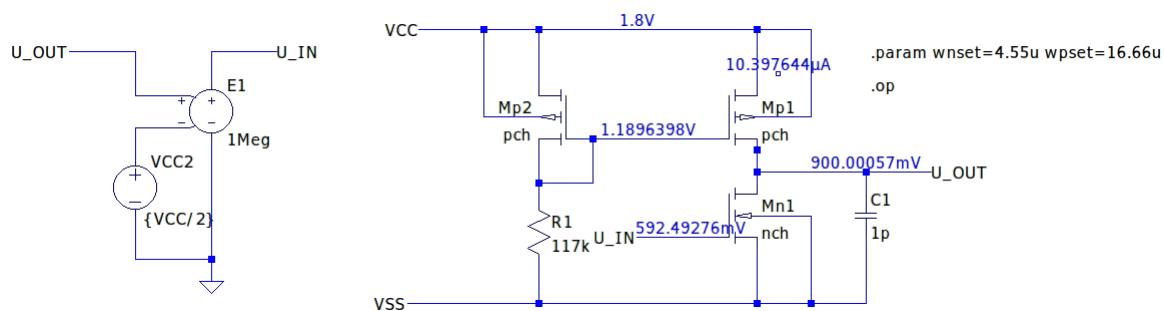 VCC
1.8V
U_OUT
U_IN
.param wnset=4.55u wpset=16.66u
10.397644µA
.op
E1
+
+
Mp2
Mp1
−
−
1Meg
pch
1.1896398V
pch
VCC2
900.00057mV
U_OUT
+
−
{VCC/2}
R1
117k
U_IN
592.49276mV
Mn1
nch
C1
1p
VSS